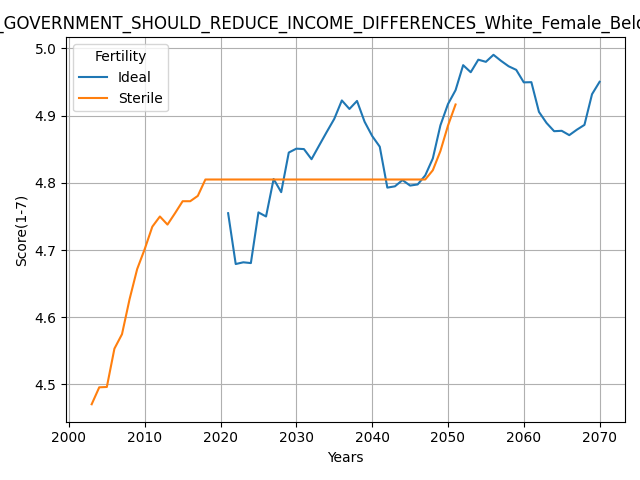 _GOVERNMENT_SHOULD_REDUCE_INCOME_DIFFERENCES_White_Female_Belo
Fertility
Ideal
Sterile
Score(1-7)
5.0
4.9
4.8
4.7
4.6
4.5
2000 2010 2020 2030 2040 2050 2060 2070
Years